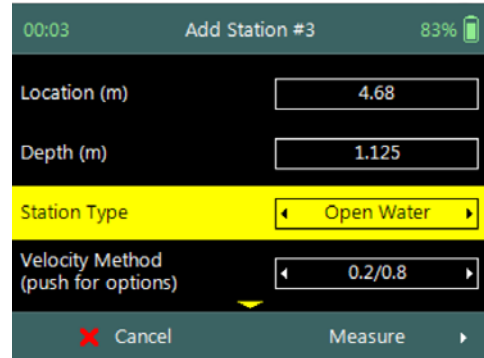 00:03 Add Station #3 83%
Location (m) 4.68
Depth (m) 1.125
Station Type Open Water
Velocity Method
(push for options) 0.2/0.8
Cancel Measure